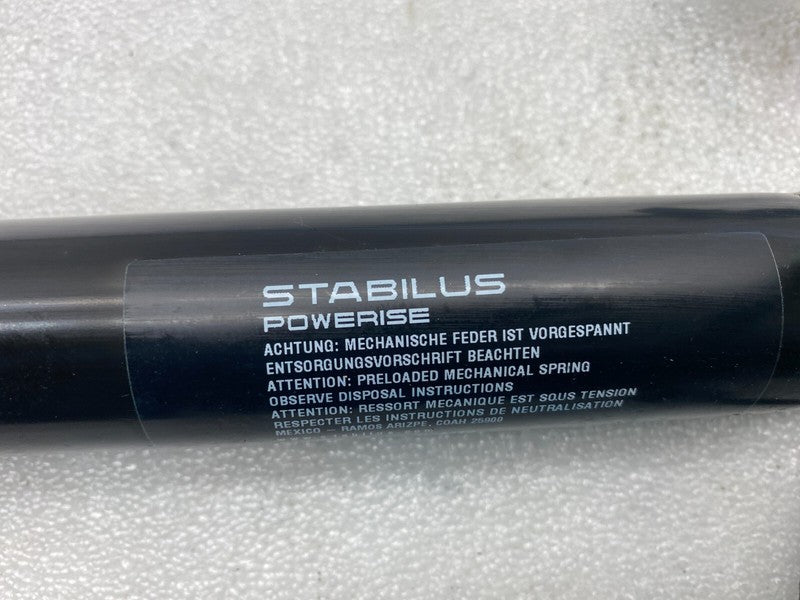 STABILUS
POWERISE
ACHTUNG: MECHANISCHE FEDER IST VORGESPANNT
ENTSORGUNGSVORSCHRIFT BEACHTEN
ATTENTION: PRELOADED MECHANICAL SPRING
OBSERVE DISPOSAL INSTRUCTIONS
ATTENTION: RESSORT MECANIQUE EST SOUS TENSION
RESPECTER LES INSTRUCTIONS DE NEUTRALISATION
MEXICO – RAMOS ARIZPE, COAH 25900